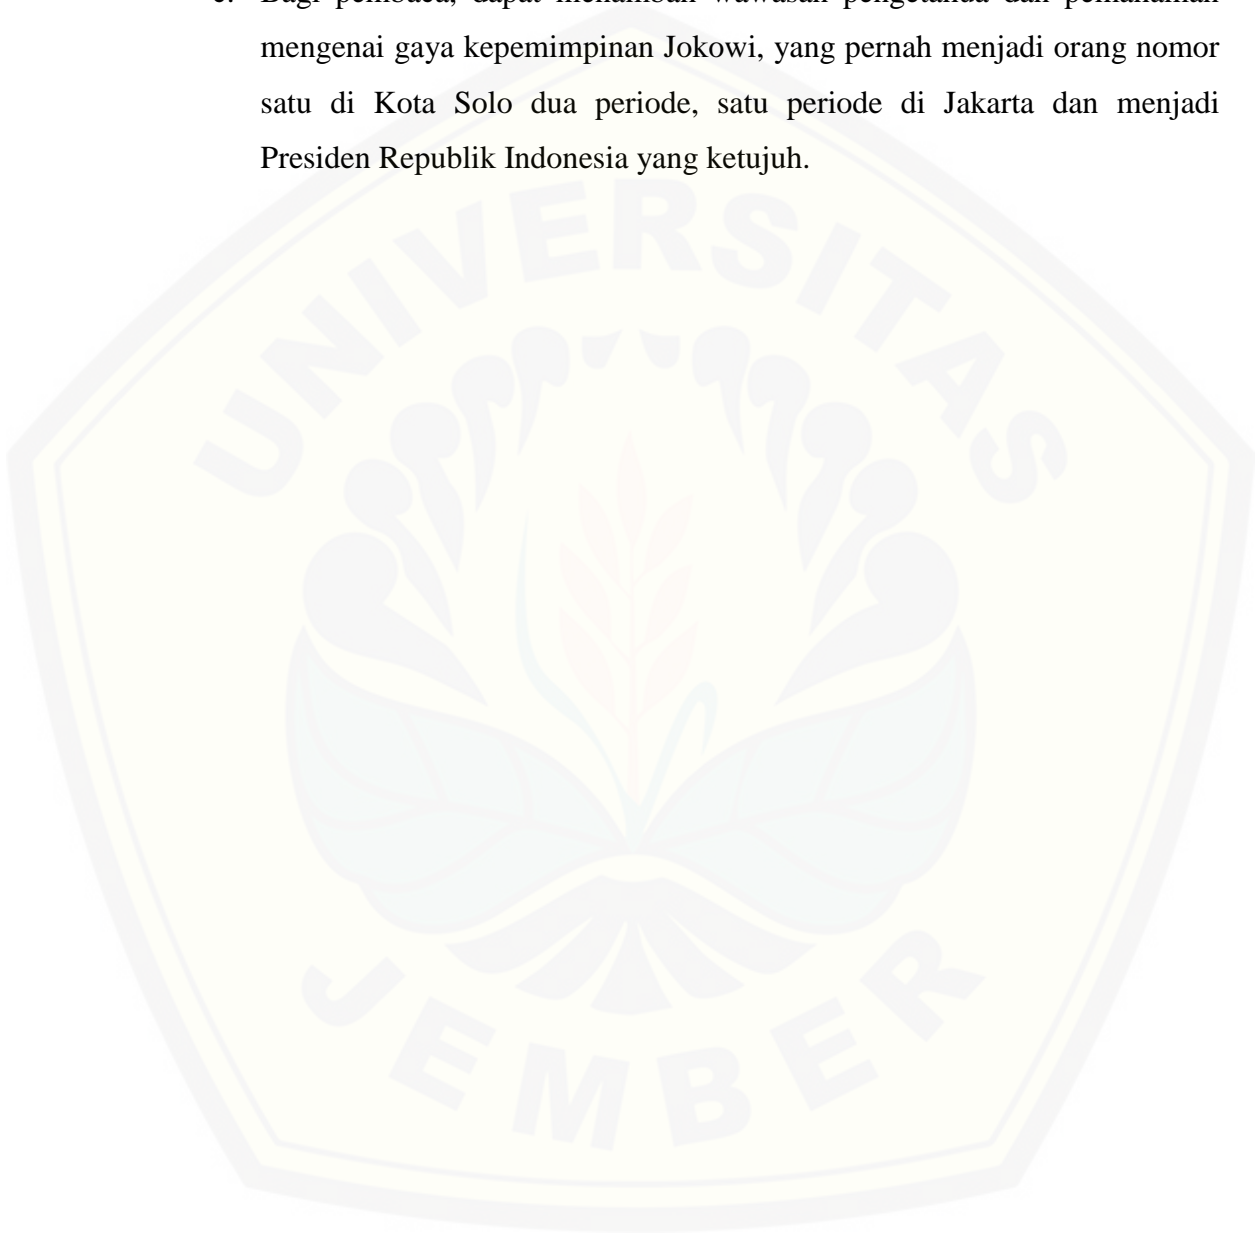 c. Bagi pembaca, dapat menambah wawasan pengetahua dan pemahaman
mengenai gaya kepemimpinan Jokowi, yang pernah menjadi orang nomor
satu di Kota Solo dua periode, satu periode di Jakarta dan menjadi
Presiden Republik Indonesia yang ketujuh.
UNIVERSITAS
JEMBER